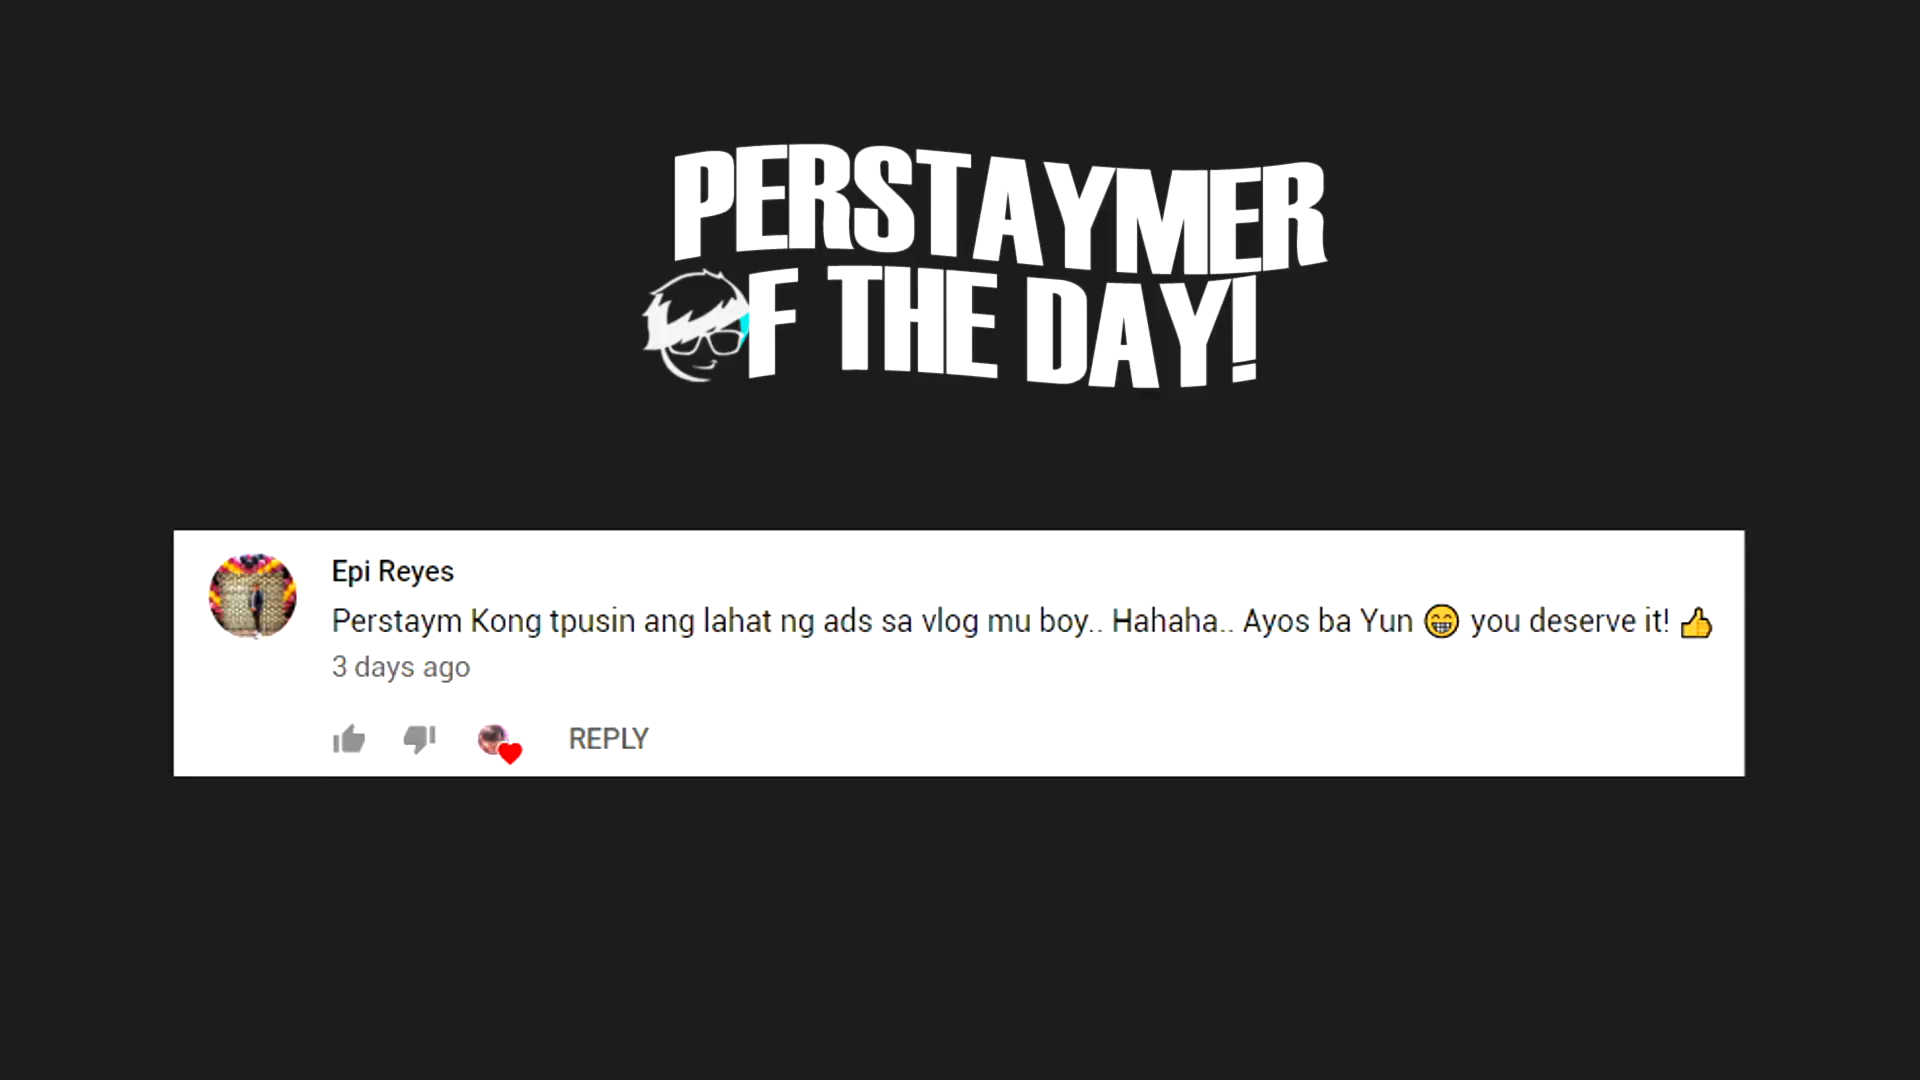 PERSTAYMER
F THE DAY!
Epi Reyes
Perstaym Kong tpusin ang lahat ng ads sa vlog mu boy.. Hahaha.. Ayos ba Yun 😁 you deserve it! 👍
3 days ago
REPLY